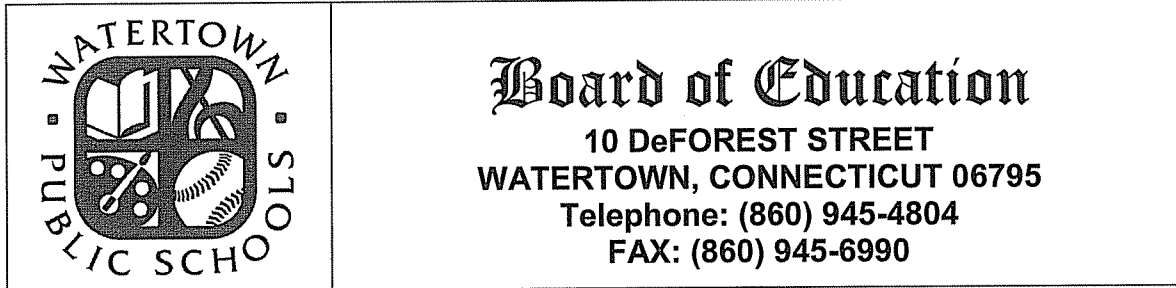 WATERTOWN
PUBLIC SCHOOLS
Board of Education
10 DeFOREST STREET
WATERTOWN, CONNECTICUT 06795
Telephone: (860) 945-4804
FAX: (860) 945-6990